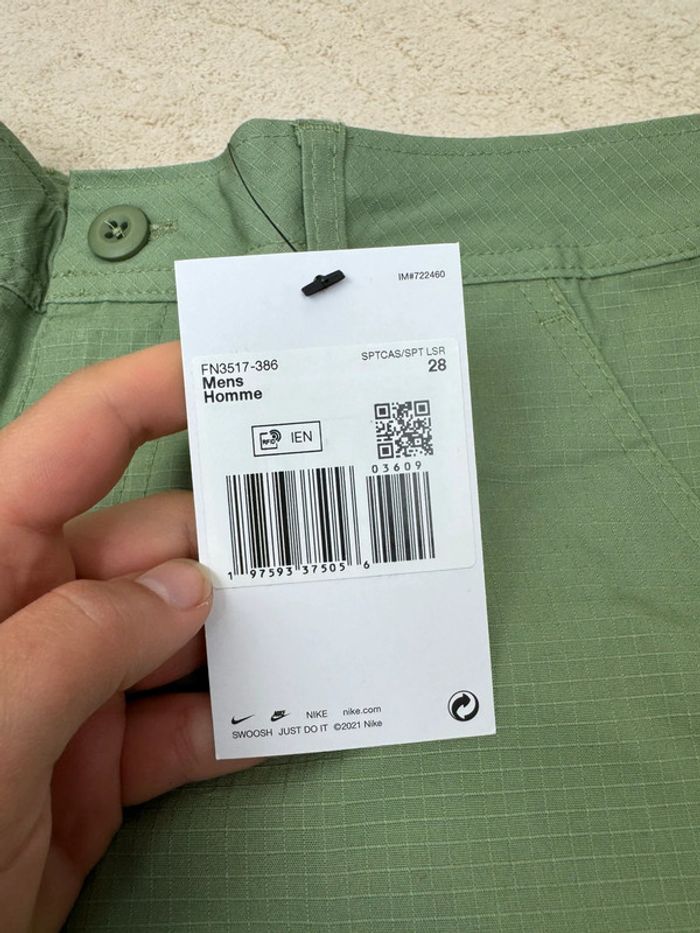 IM#722460
FN3517-386
SPTCAS/SPT LSR
Mens
28
Homme
RFID
IEN
03609
1 97593 37505 6
NIKE nike.com
SWOOSH JUST DO IT ©2021 Nike